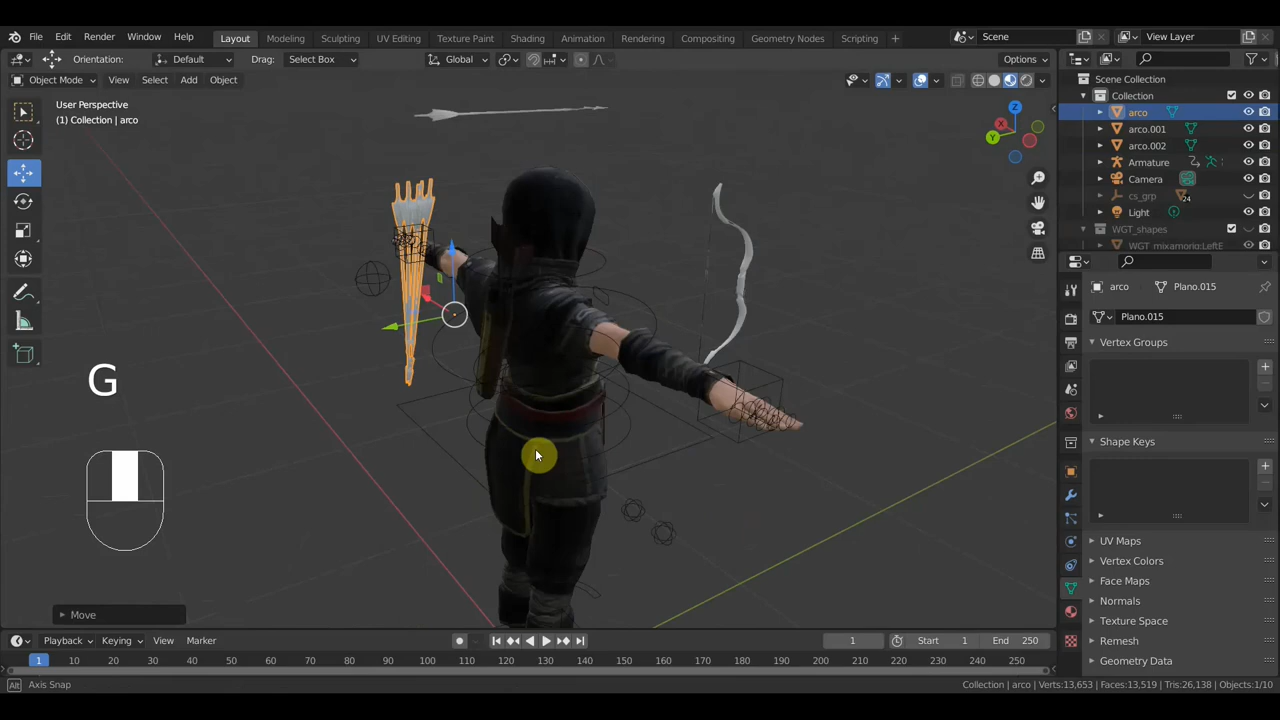 File Edit Render Window Help Layout Modeling Sculpting UV Editing Texture Paint Shading Animation Rendering Compositing Geometry Nodes Scripting + Scene View Layer
Orientation: Default Drag: Select Box Global Options
Object Mode View Select Add Object
Scene Collection
Collection
arco
arco.001
arco.002
Armature
Camera
cs_grp 24
Light
WGT_shapes
WGT_mixamorig:LeftE
User Perspective
(1) Collection | arco
Z
X
Y
arco Plano.015
Plano.015
Vertex Groups
Shape Keys
UV Maps
Vertex Colors
Face Maps
Normals
Texture Space
Remesh
Geometry Data
G
Move
Playback Keying View Marker 1 Start 1 End 250
1 10 20 30 40 50 60 70 80 90 100 110 120 130 140 150 160 170 180 190 200 210 220 230 240 250
Alt Axis Snap Collection | arco | Verts:13,653 | Faces:13,519 | Tris:26,138 | Objects:1/10